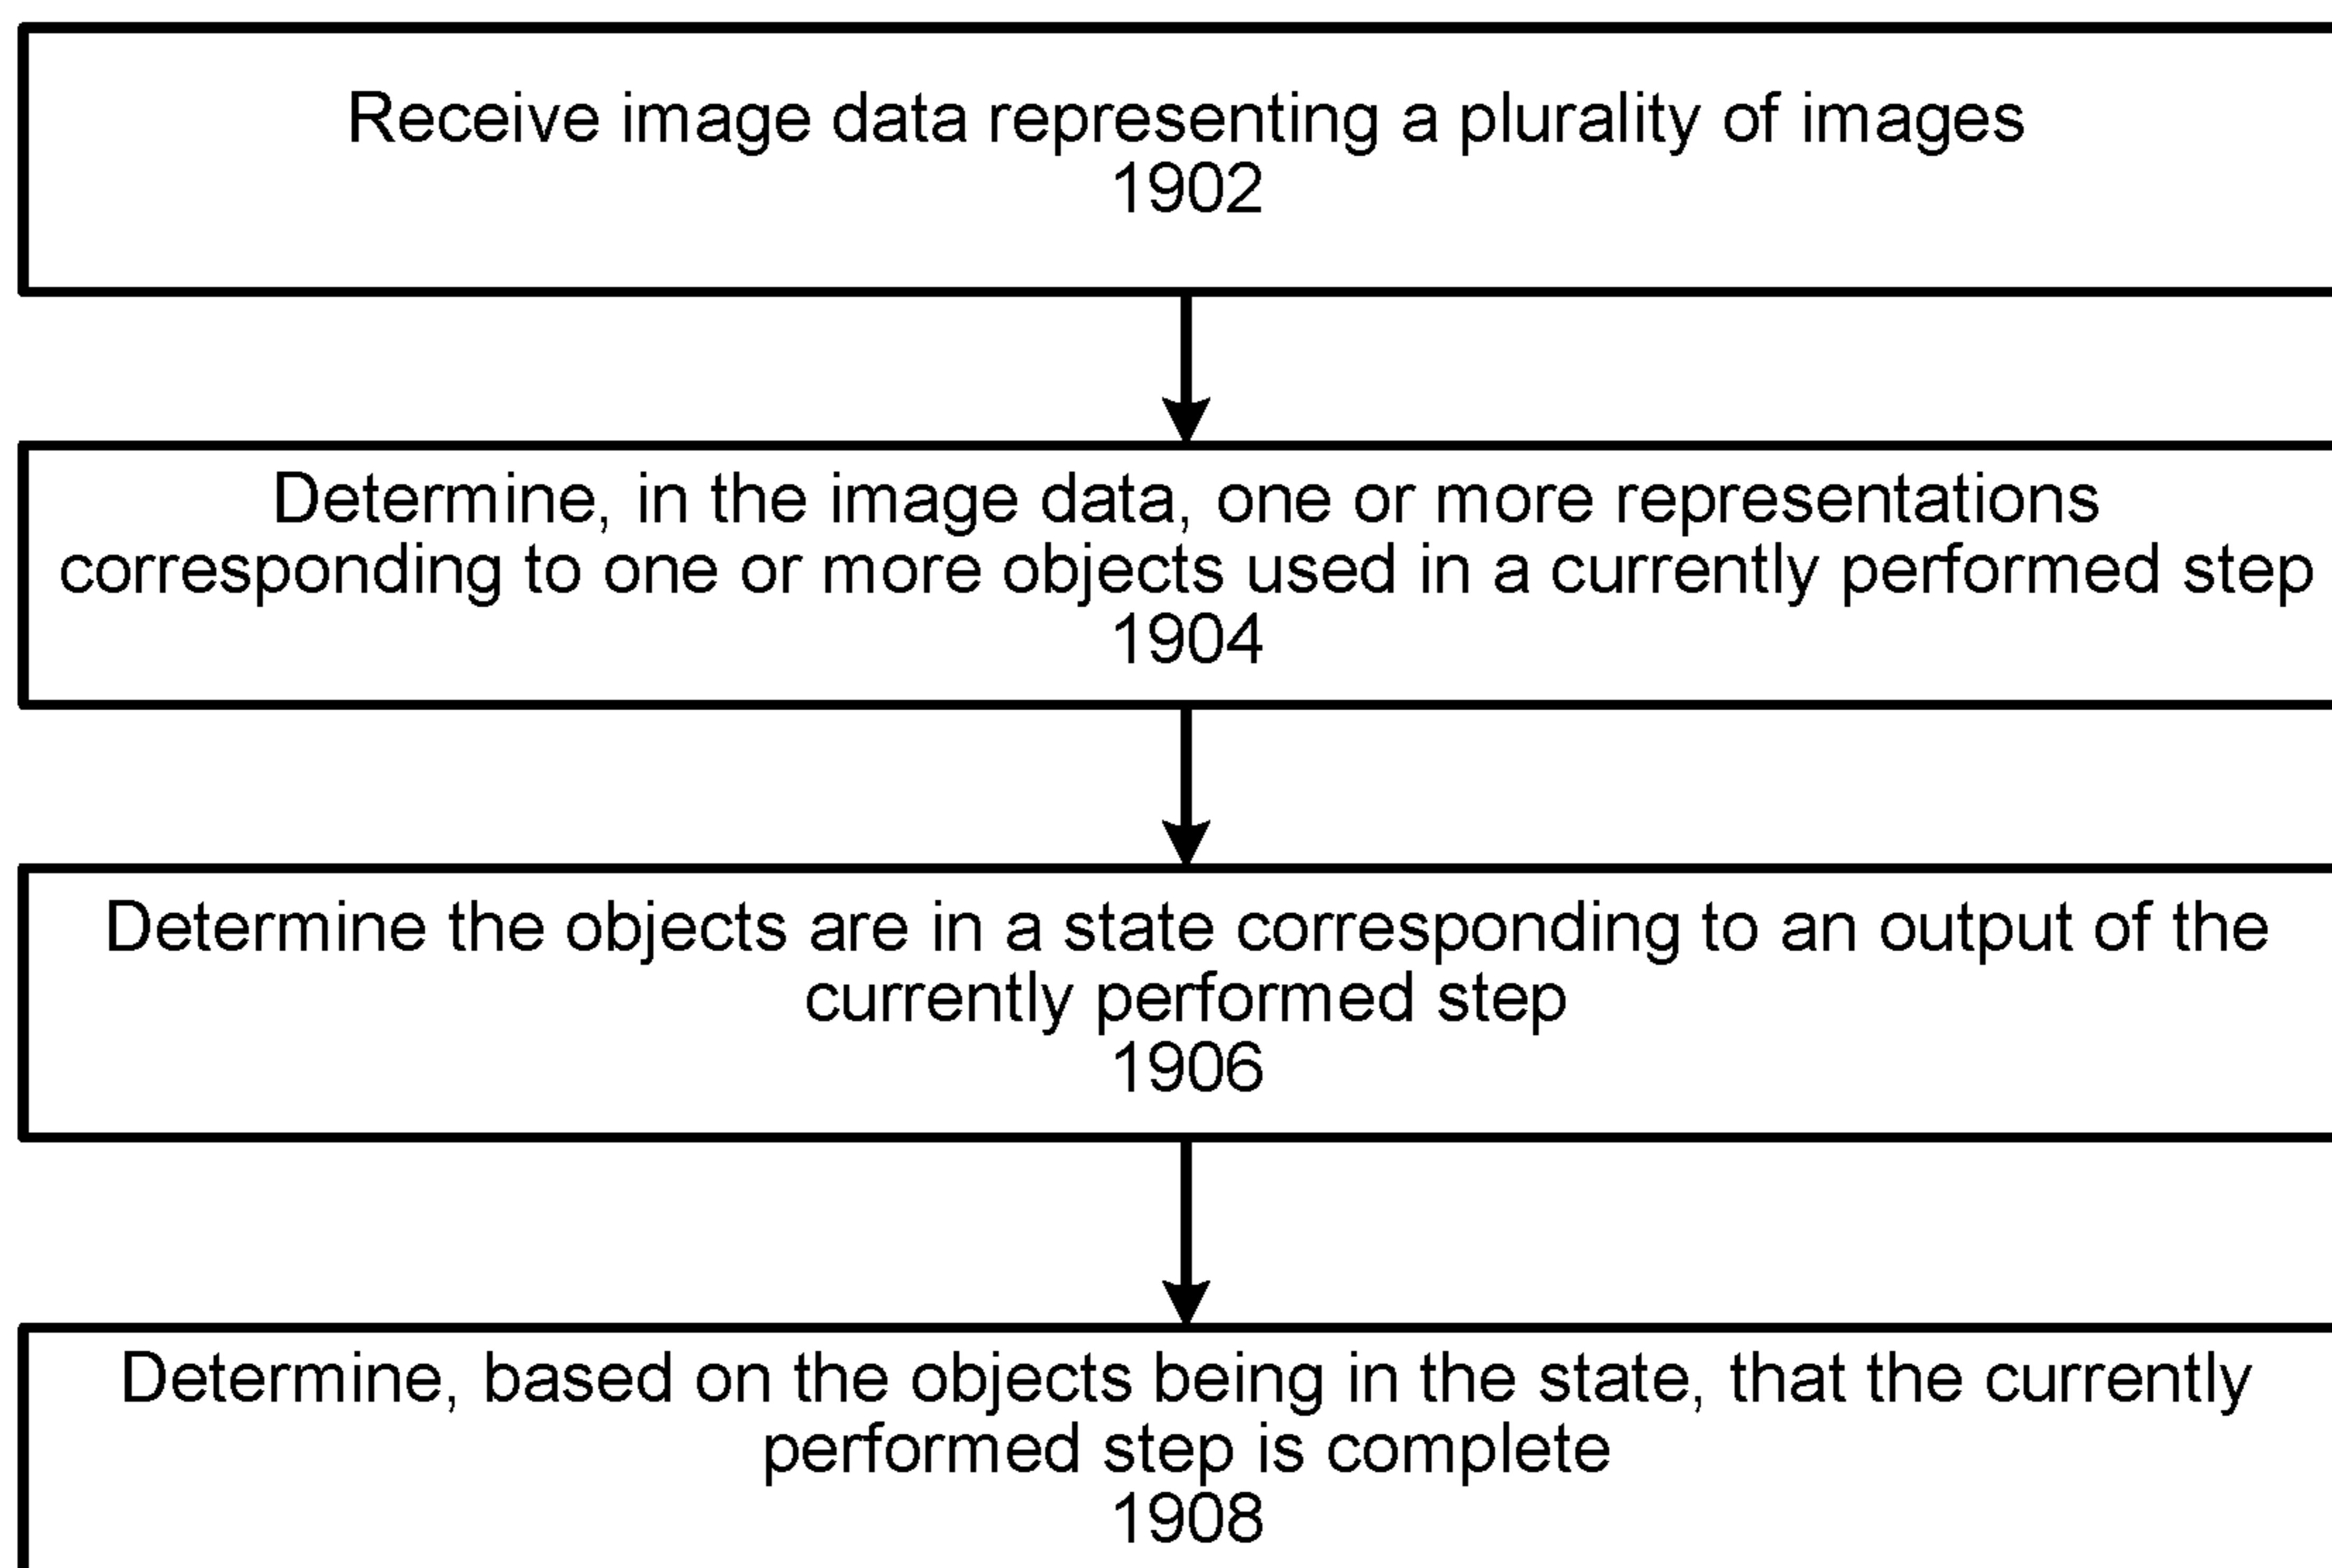 Receive image data representing a plurality of images
1902
Determine, in the image data, one or more representations
corresponding to one or more objects used in a currently performed step
1904
Determine the objects are in a state corresponding to an output of the
currently performed step
1906
Determine, based on the objects being in the state, that the currently
performed step is complete
1908